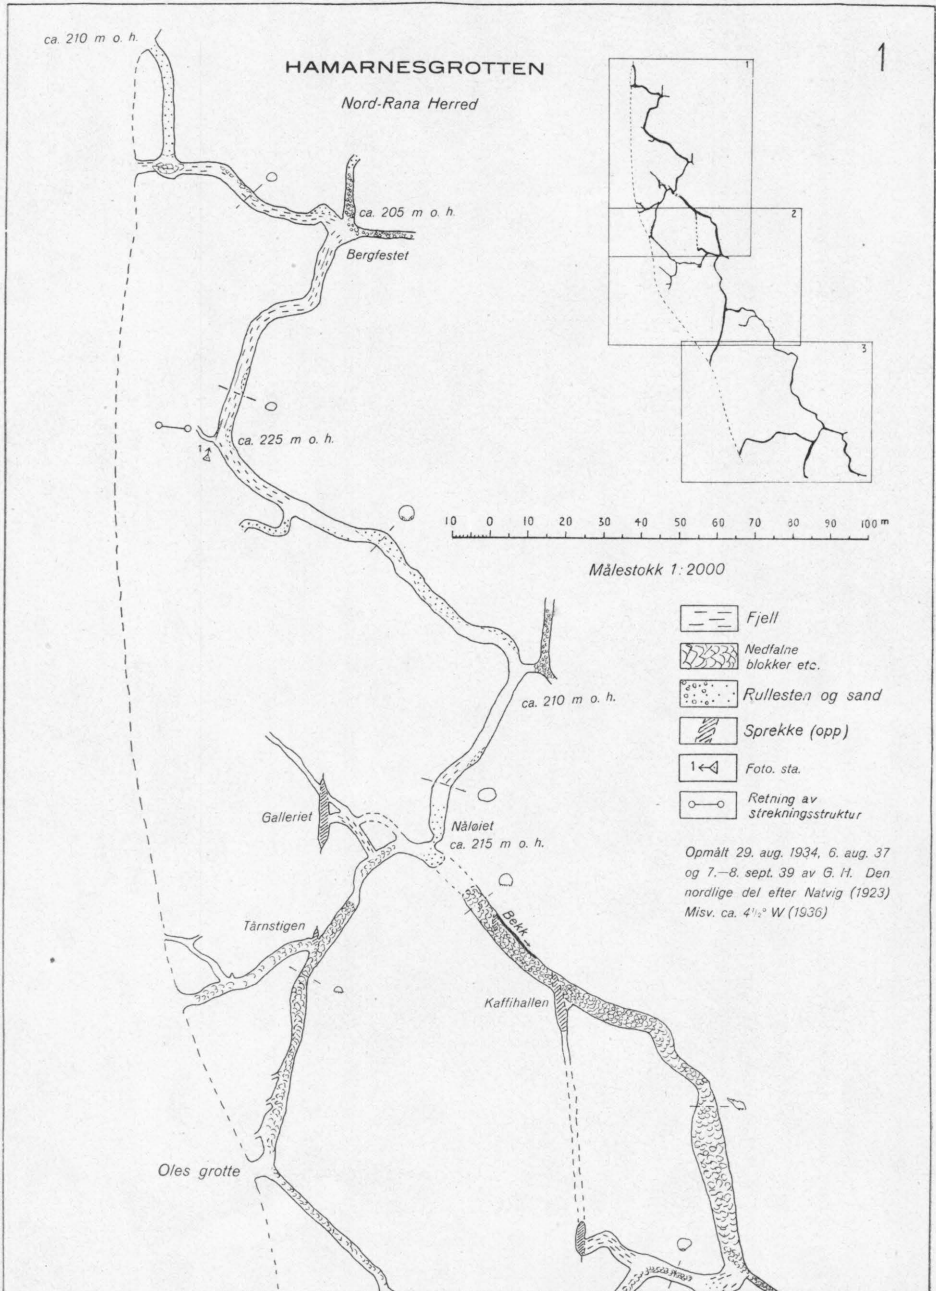 1
ca. 210 m o. h.
HAMARNESGROTTEN
Nord-Rana Herred
1
2
3
ca. 205 m o. h.
Bergfestet
1
ca. 225 m o. h.
10 0 10 20 30 40 50 60 70 80 90 100 m
Målestokk 1:2000
Fjell
Nedfalne
blokker etc.
Rullesten og sand
Sprekke (opp)
1 Foto. sta.
Retning av
strekningsstruktur
ca. 210 m o. h.
Galleriet
Nåløiet
ca. 215 m o. h.
Opmålt 29. aug. 1934, 6. aug. 37
og 7.—8. sept. 39 av G. H. Den
nordlige del efter Natvig (1923)
Misv. ca. 4½° W (1936)
Tårnstigen
Bekk
Kaffihallen
Oles grotte